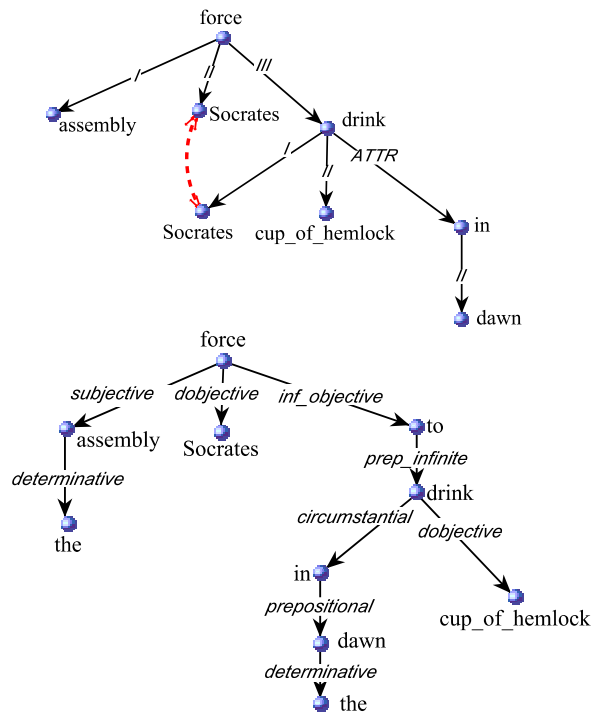 force
I II III
assembly Socrates drink
I II ATTR
Socrates cup_of_hemlock in
II
dawn
force
subjective dobjective inf_objective
assembly Socrates to
determinative prep_infinite
the drink
circumstantial dobjective
in
prepositional cup_of_hemlock
dawn
determinative
the